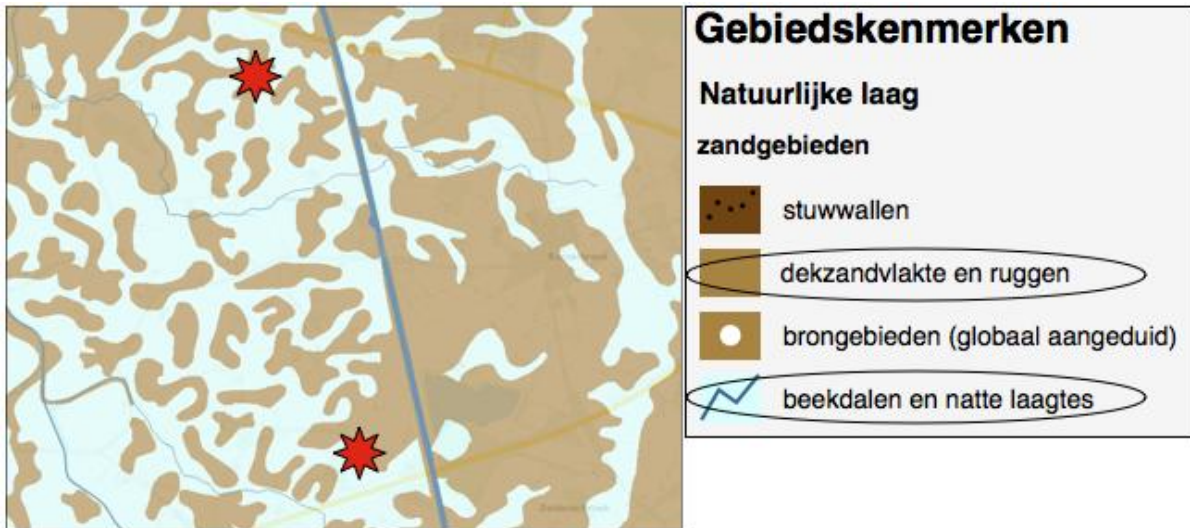 Gebiedskenmerken
Natuurlijke laag
zandgebieden
stuwwallen
dekzandvlakte en ruggen
brongebieden (globaal aangeduid)
beekdalen en natte laagtes